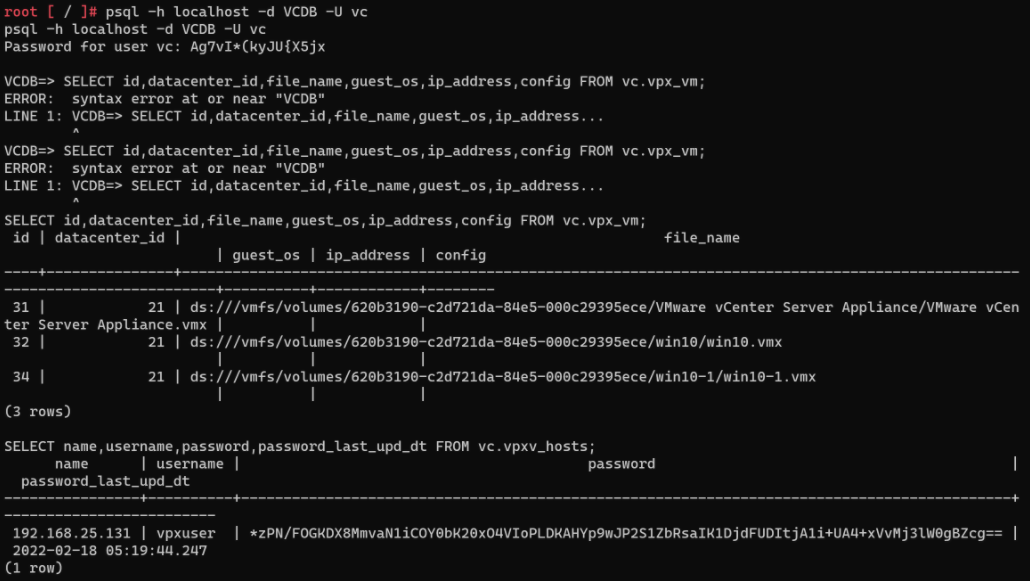 root [ / ]# psql -h localhost -d VCDB -U vc
psql -h localhost -d VCDB -U vc
Password for user vc: Ag7vI*(kyJU{X5jx
VCDB=> SELECT id,datacenter_id,file_name,guest_os,ip_address,config FROM vc.vpx_vm;
ERROR:  syntax error at or near "VCDB"
LINE 1: VCDB=> SELECT id,datacenter_id,file_name,guest_os,ip_address...
        ^
VCDB=> SELECT id,datacenter_id,file_name,guest_os,ip_address,config FROM vc.vpx_vm;
ERROR:  syntax error at or near "VCDB"
LINE 1: VCDB=> SELECT id,datacenter_id,file_name,guest_os,ip_address...
        ^
SELECT id,datacenter_id,file_name,guest_os,ip_address,config FROM vc.vpx_vm;
 id | datacenter_id |                                                         file_name
                         | guest_os | ip_address | config
----+---------------+--------------------------------------------------------------------------------------------------
-------------------------+----------+------------+--------
 31 |            21 | ds:///vmfs/volumes/620b3190-c2d721da-84e5-000c29395ece/VMware vCenter Server Appliance/VMware vCen
ter Server Appliance.vmx |          |            |
 32 |            21 | ds:///vmfs/volumes/620b3190-c2d721da-84e5-000c29395ece/win10/win10.vmx
                         |          |            |
 34 |            21 | ds:///vmfs/volumes/620b3190-c2d721da-84e5-000c29395ece/win10-1/win10-1.vmx
                         |          |            |
(3 rows)
SELECT name,username,password,password_last_upd_dt FROM vc.vpxv_hosts;
      name      | username |                                         password                                          |
  password_last_upd_dt
----------------+----------+-------------------------------------------------------------------------------------------+
-------------------------
 192.168.25.131 | vpxuser  | *zPN/FOGKDX8MmvaN1iCOY0bK20xO4VIoPLDKAHYp9wJP2S1ZbRsaIK1DjdFUDItjA1i+UA4+xVvMj3lW0gBZcg== |
 2022-02-18 05:19:44.247
(1 row)